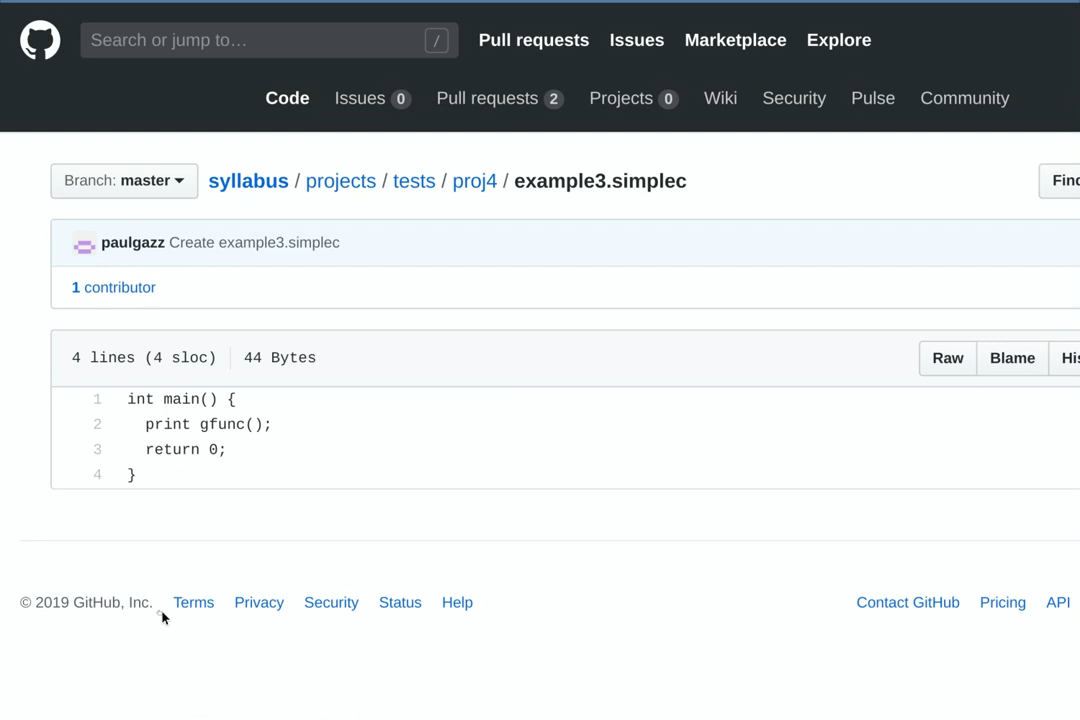 Search or jump to… / Pull requests Issues Marketplace Explore
Code Issues 0 Pull requests 2 Projects 0 Wiki Security Pulse Community
Branch: master syllabus / projects / tests / proj4 / example3.simplec
paulgazz Create example3.simplec
1 contributor
4 lines (4 sloc) 44 Bytes Raw Blame
1 int main() {
2 print gfunc();
3 return 0;
4 }
© 2019 GitHub, Inc. Terms Privacy Security Status Help Contact GitHub Pricing API